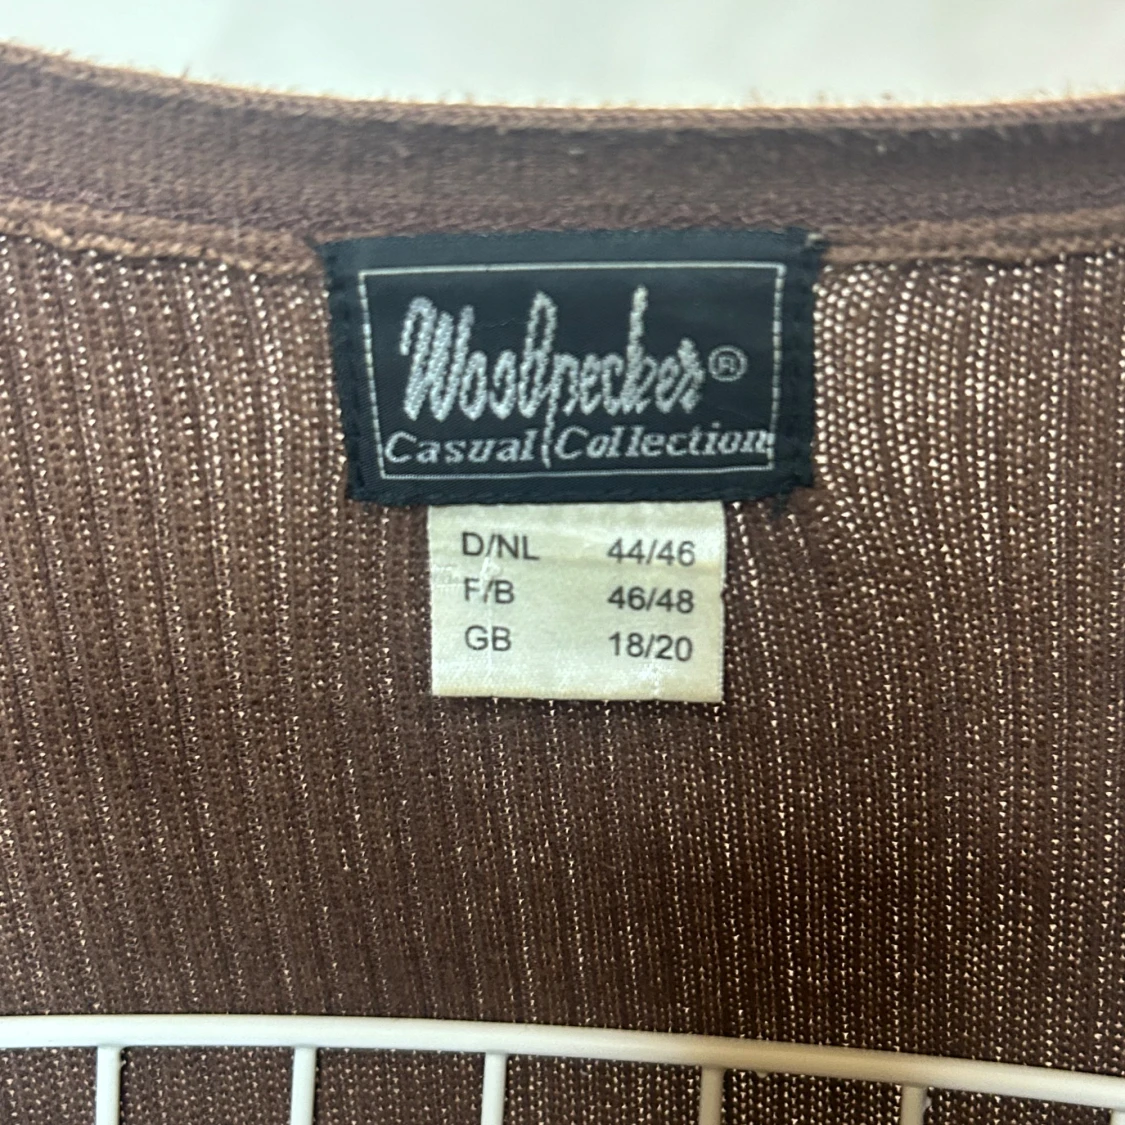 Woolpecker®
Casual Collection
D/NL 44/46
F/B 46/48
GB 18/20